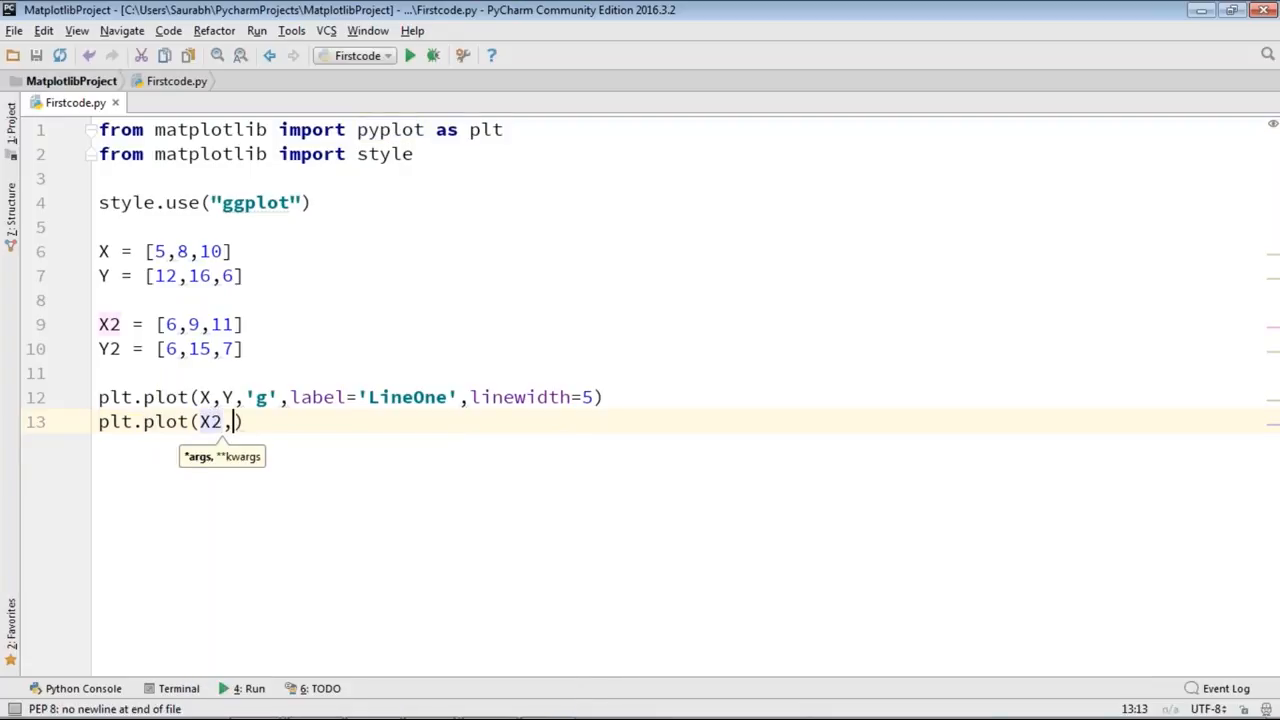 MatplotlibProject - [C:\Users\Saurabh\PycharmProjects\MatplotlibProject] - ...\Firstcode.py - PyCharm Community Edition 2016.3.2
File Edit View Navigate Code Refactor Run Tools VCS Window Help
Firstcode
MatplotlibProject Firstcode.py
Firstcode.py
1: Project
Z: Structure
2: Favorites
1 from matplotlib import pyplot as plt
2 from matplotlib import style
3
4 style.use("ggplot")
5
6 X = [5,8,10]
7 Y = [12,16,6]
8
9 X2 = [6,9,11]
10 Y2 = [6,15,7]
11
12 plt.plot(X,Y,'g',label='LineOne',linewidth=5)
13 plt.plot(X2,)
*args, **kwargs
Python Console Terminal 4: Run 6: TODO Event Log
PEP 8: no newline at end of file 13:13 n/a UTF-8